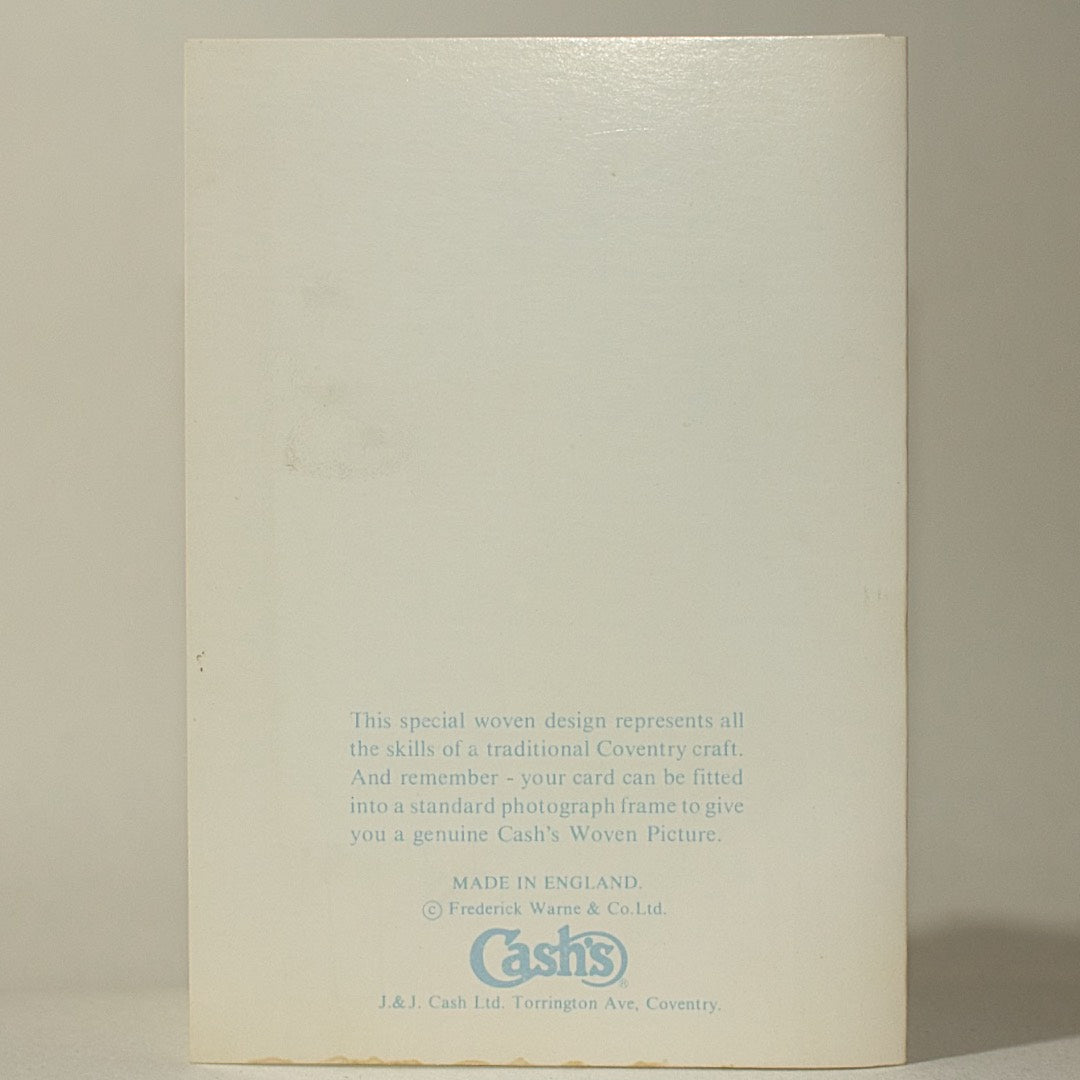 This special woven design represents all
the skills of a traditional Coventry craft.
And remember - your card can be fitted
into a standard photograph frame to give
you a genuine Cash's Woven Picture.
MADE IN ENGLAND.
© Frederick Warne & Co.Ltd.
Cash's®
J.& J. Cash Ltd. Torrington Ave, Coventry.